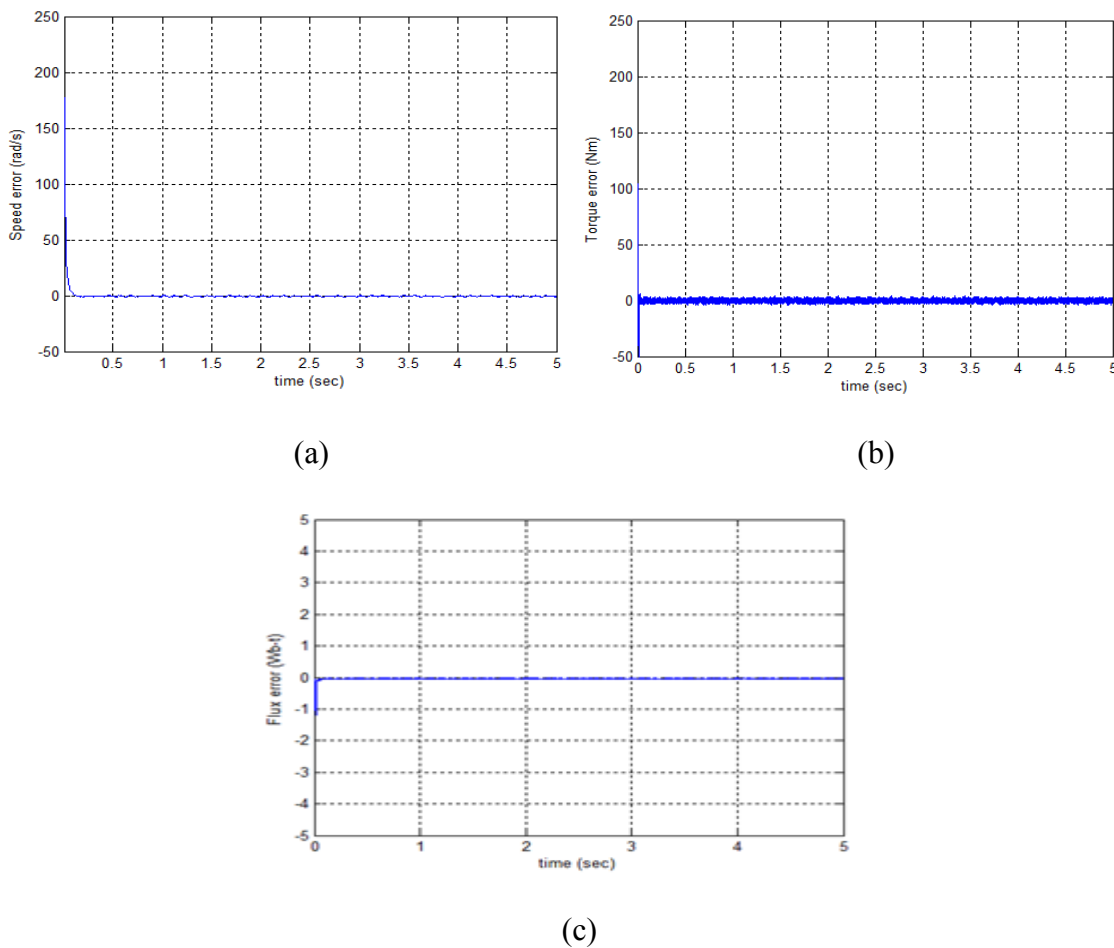 250
200
150
100
50
0
-50
Speed error (rad/s)
0.5 1 1.5 2 2.5 3 3.5 4 4.5 5
time (sec)
(a)
250
200
150
100
50
0
-50
Torque error (Nm)
0 0.5 1 1.5 2 2.5 3 3.5 4 4.5 5
time (sec)
(b)
5
4
3
2
1
0
-1
-2
-3
-4
-5
Flux error (Wb·t)
0 1 2 3 4 5
time (sec)
(c)